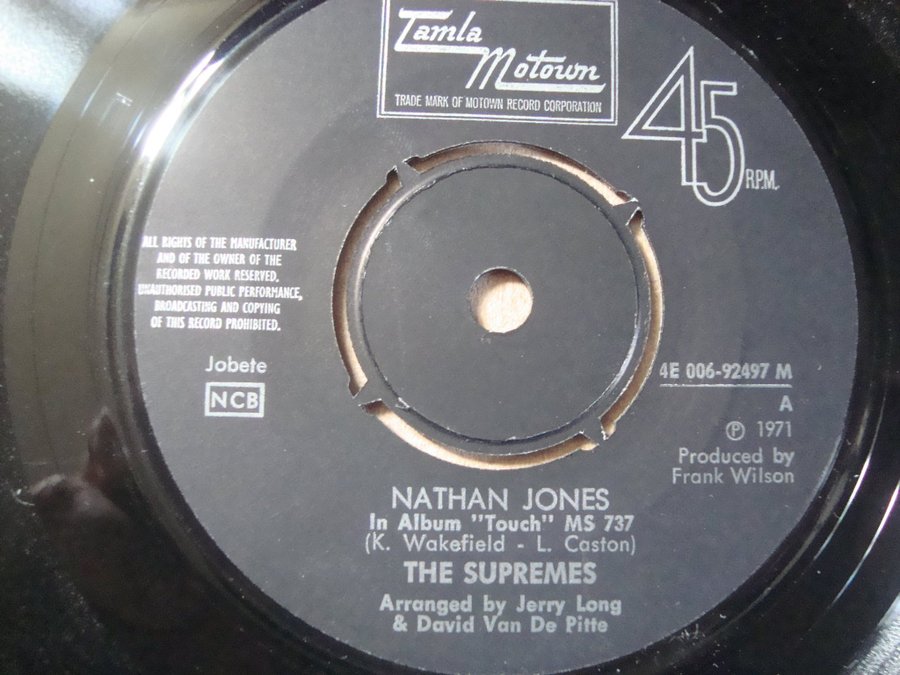 Tamla
Motown
TRADE MARK OF MOTOWN RECORD CORPORATION
45
R.P.M.
ALL RIGHTS OF THE MANUFACTURER
AND OF THE OWNER OF THE
RECORDED WORK RESERVED,
UNAUTHORISED PUBLIC PERFORMANCE,
BROADCASTING AND COPYING
OF THIS RECORD PROHIBITED.
Jobete
NCB
4E 006-92497 M
A
℗ 1971
Produced by
Frank Wilson
NATHAN JONES
In Album "Touch" MS 737
(K. Wakefield - L. Caston)
THE SUPREMES
Arranged by Jerry Long
& David Van De Pitte